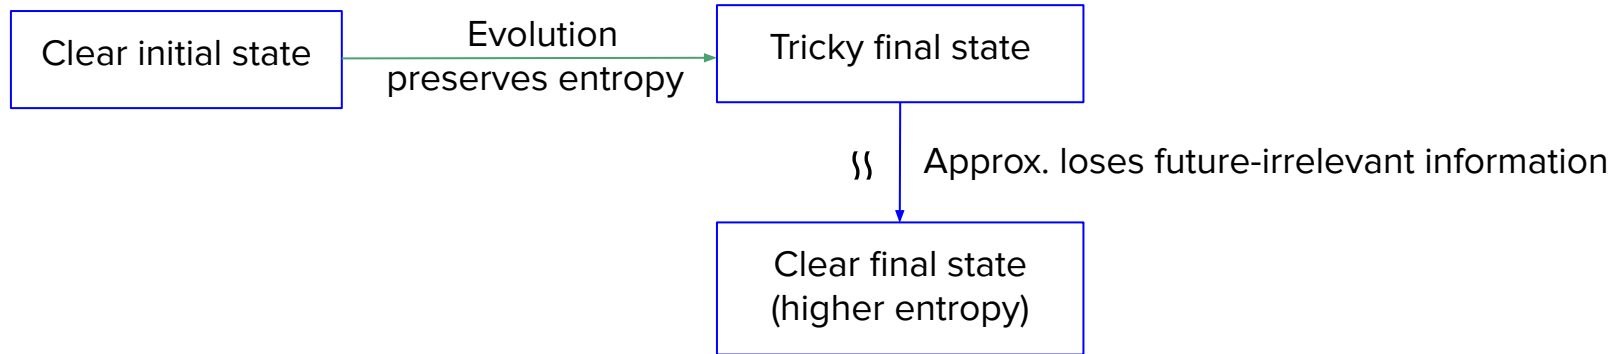 Clear initial state
Evolution
preserves entropy
Tricky final state
≈ Approx. loses future-irrelevant information
Clear final state
(higher entropy)